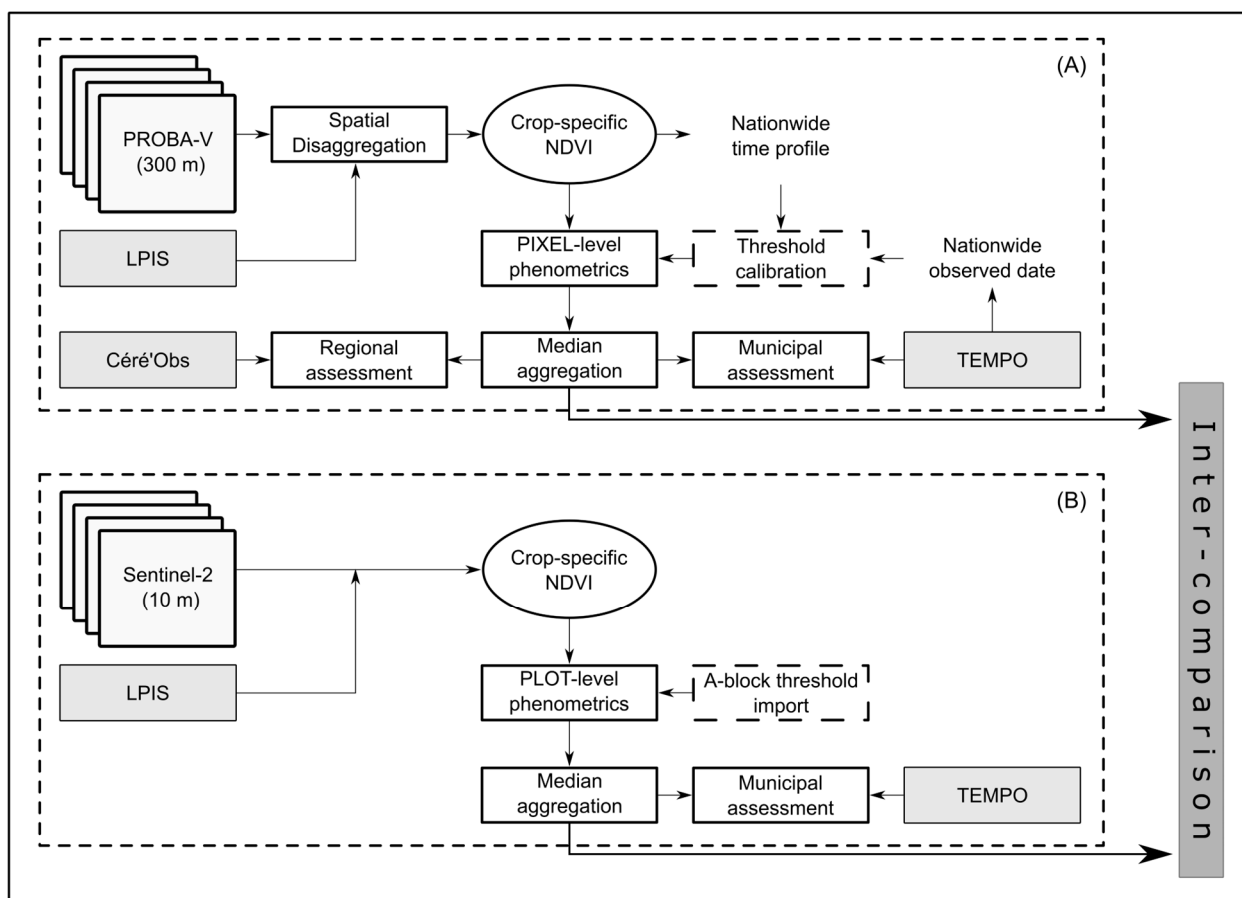 (A)
PROBA-V
(300 m)
Spatial
Disaggregation
Crop-specific
NDVI
Nationwide
time profile
LPIS
PIXEL-level
phenometrics
Threshold
calibration
Nationwide
observed date
Céré'Obs
Regional
assessment
Median
aggregation
Municipal
assessment
TEMPO
(B)
Sentinel-2
(10 m)
Crop-specific
NDVI
LPIS
PLOT-level
phenometrics
A-block threshold
import
Median
aggregation
Municipal
assessment
TEMPO
Inter-comparison